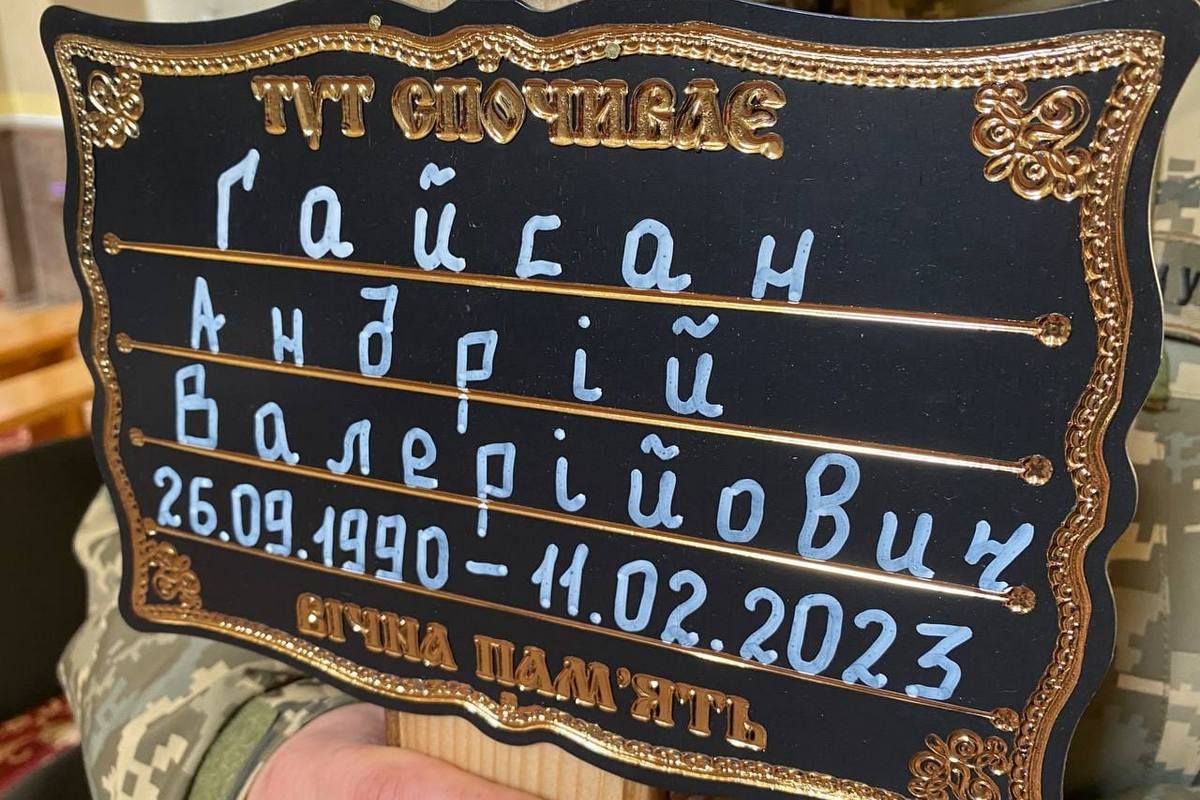 ТУТ СПОЧИВАЄ
Гайсан
Андрій
Валерійович
26.09.1990 – 11.02.2023
ВІЧНА ПАМ'ЯТЬ